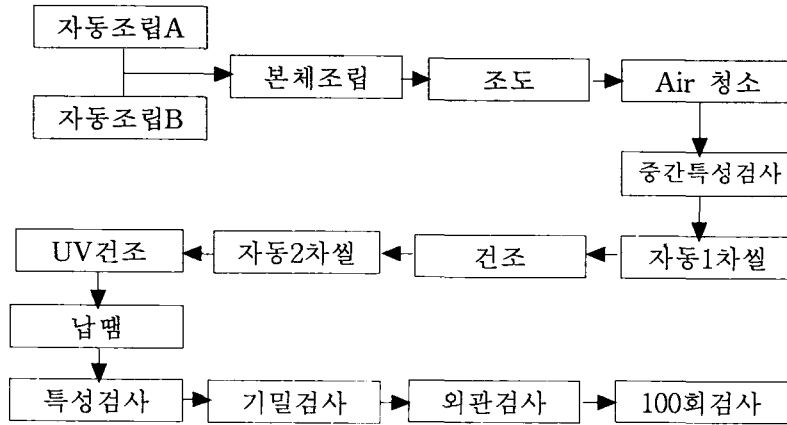 자동조립A
자동조립B
본체조립
조도
Air 청소
중간특성검사
자동1차씰
건조
자동2차씰
UV건조
납땜
특성검사
기밀검사
외관검사
100회검사